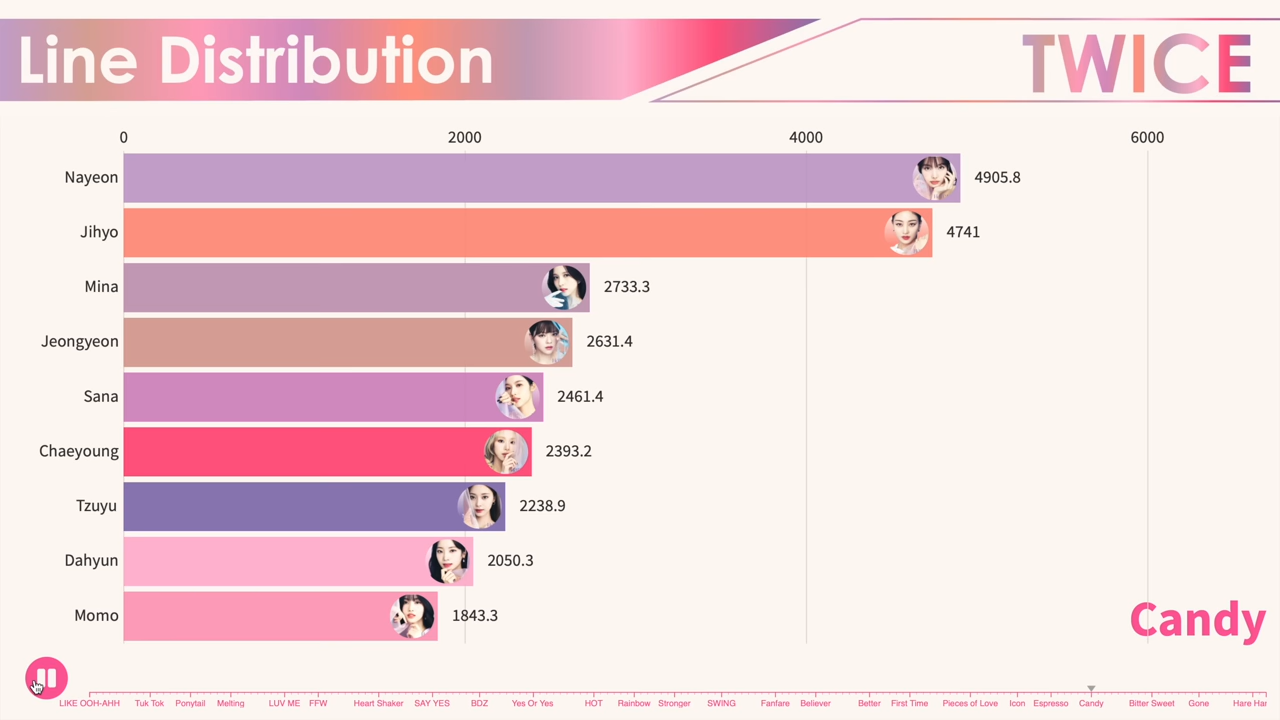 Line Distribution
TWICE
0 2000 4000 6000
Nayeon 4905.8
Jihyo 4741
Mina 2733.3
Jeongyeon 2631.4
Sana 2461.4
Chaeyoung 2393.2
Tzuyu 2238.9
Dahyun 2050.3
Momo 1843.3
Candy
LIKE OOH-AHH Tuk Tok Ponytail Melting LUV ME FFW Heart Shaker SAY YES BDZ Yes Or Yes HOT Rainbow Stronger SWING Fanfare Believer Better First Time Pieces of Love Icon Espresso Candy Bitter Sweet Gone Hare Har